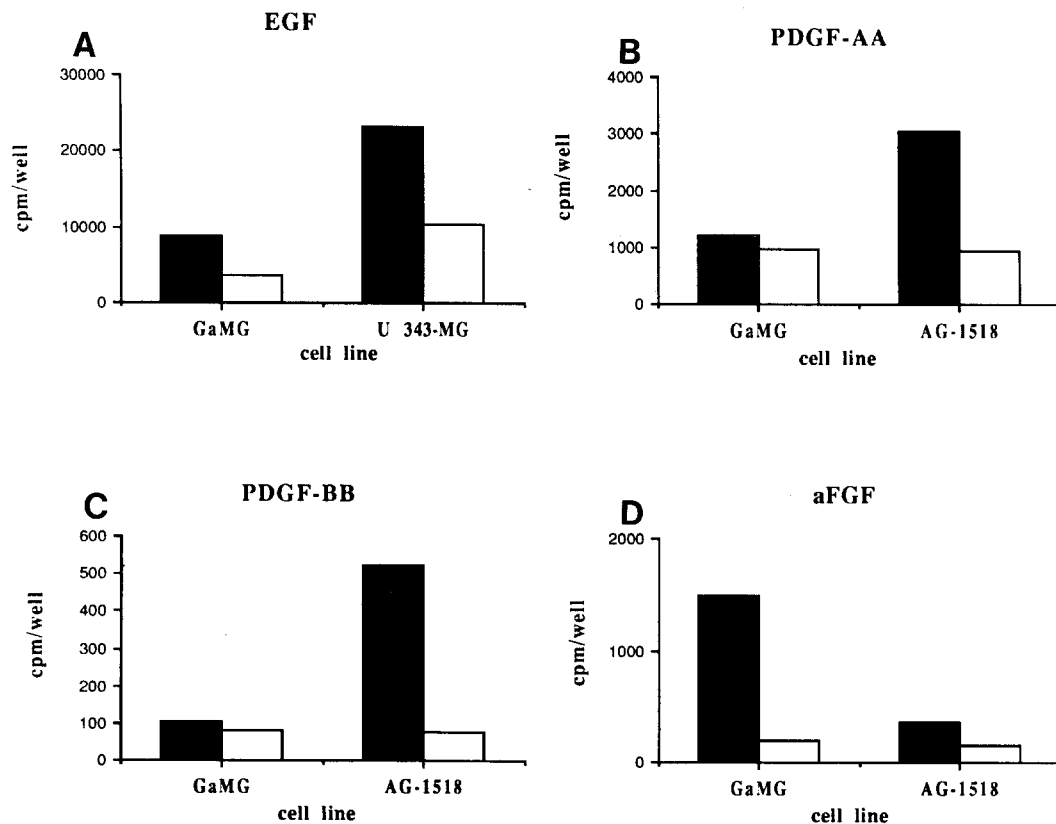 A
EGF
30000
20000
10000
0
cpm/well
GaMG
U 343-MG
cell line
B
PDGF-AA
4000
3000
2000
1000
0
cpm/well
GaMG
AG-1518
cell line
C
PDGF-BB
600
500
400
300
200
100
0
cpm/well
GaMG
AG-1518
cell line
D
aFGF
2000
1000
0
cpm/well
GaMG
AG-1518
cell line